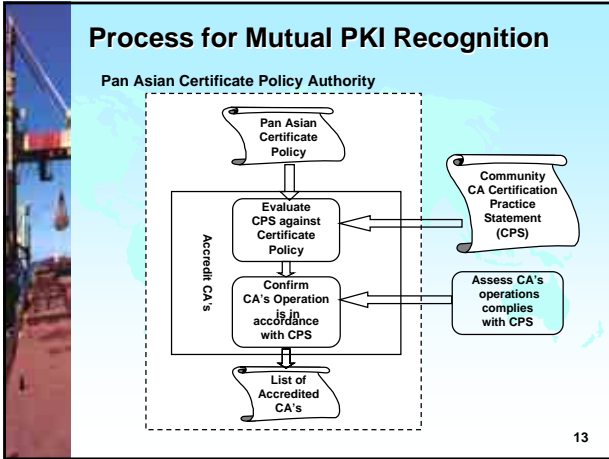 Process for Mutual PKI Recognition
Pan Asian Certificate Policy Authority
Pan Asian
Certificate
Policy
Community
CA Certification
Practice
Statement
(CPS)
Accredit CA's
Evaluate
CPS against
Certificate
Policy
Confirm
CA's Operation
is in
accordance
with CPS
Assess CA's
operations
complies
with CPS
List of
Accredited
CA's
13